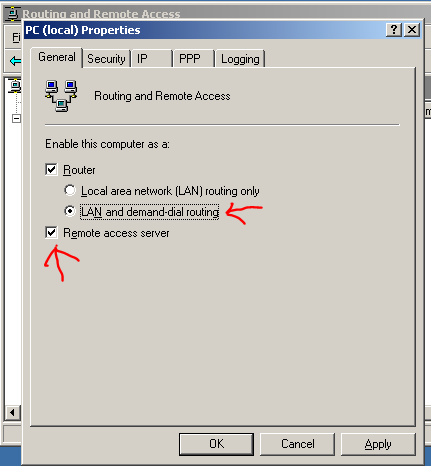 Routing and Remote Access
PC (local) Properties
General
Security
IP
PPP
Logging
Routing and Remote Access
Enable this computer as a:
Router
Local area network (LAN) routing only
LAN and demand-dial routing
Remote access server
OK
Cancel
Apply